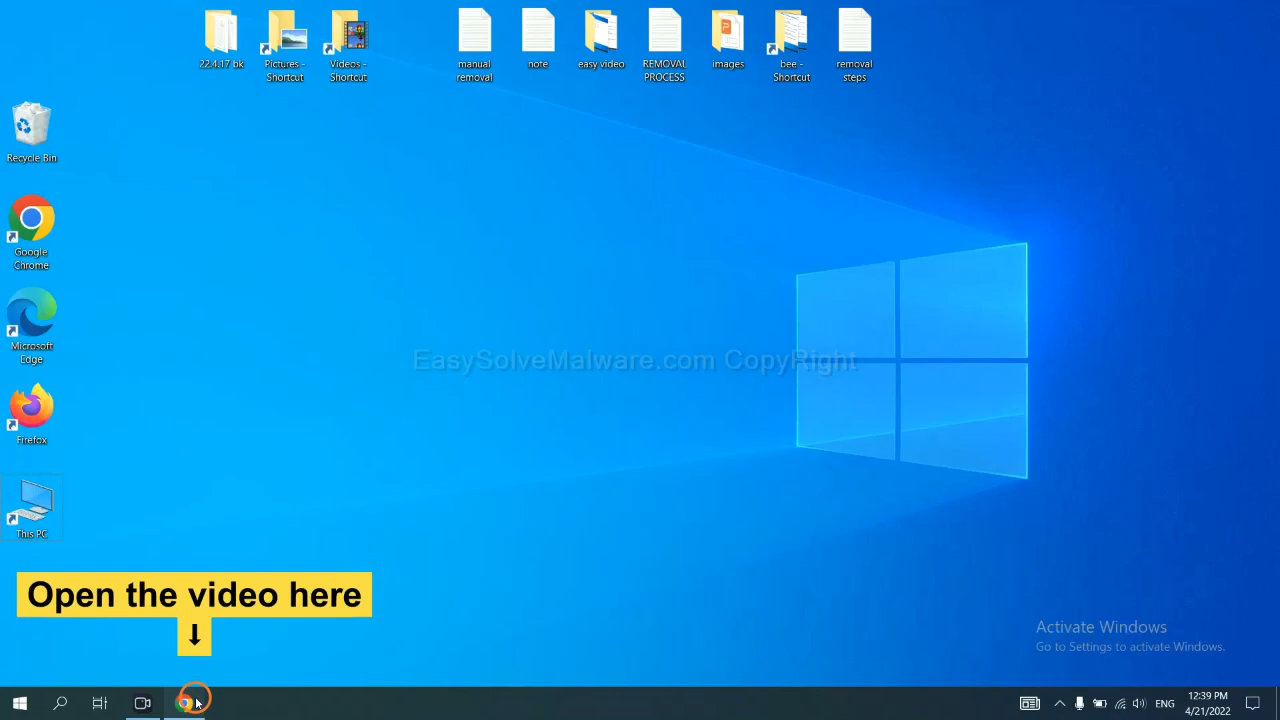 22.4.17 bk
Pictures -
Shortcut
Videos -
Shortcut
manual
removal
note
easy video
REMOVAL
PROCESS
images
bee -
Shortcut
removal
steps
Recycle Bin
Google
Chrome
Microsoft
Edge
Firefox
This PC
EasySolveMalware.com CopyRight
Open the video here
↓
Activate Windows
Go to Settings to activate Windows.
ENG
12:39 PM
4/21/2022